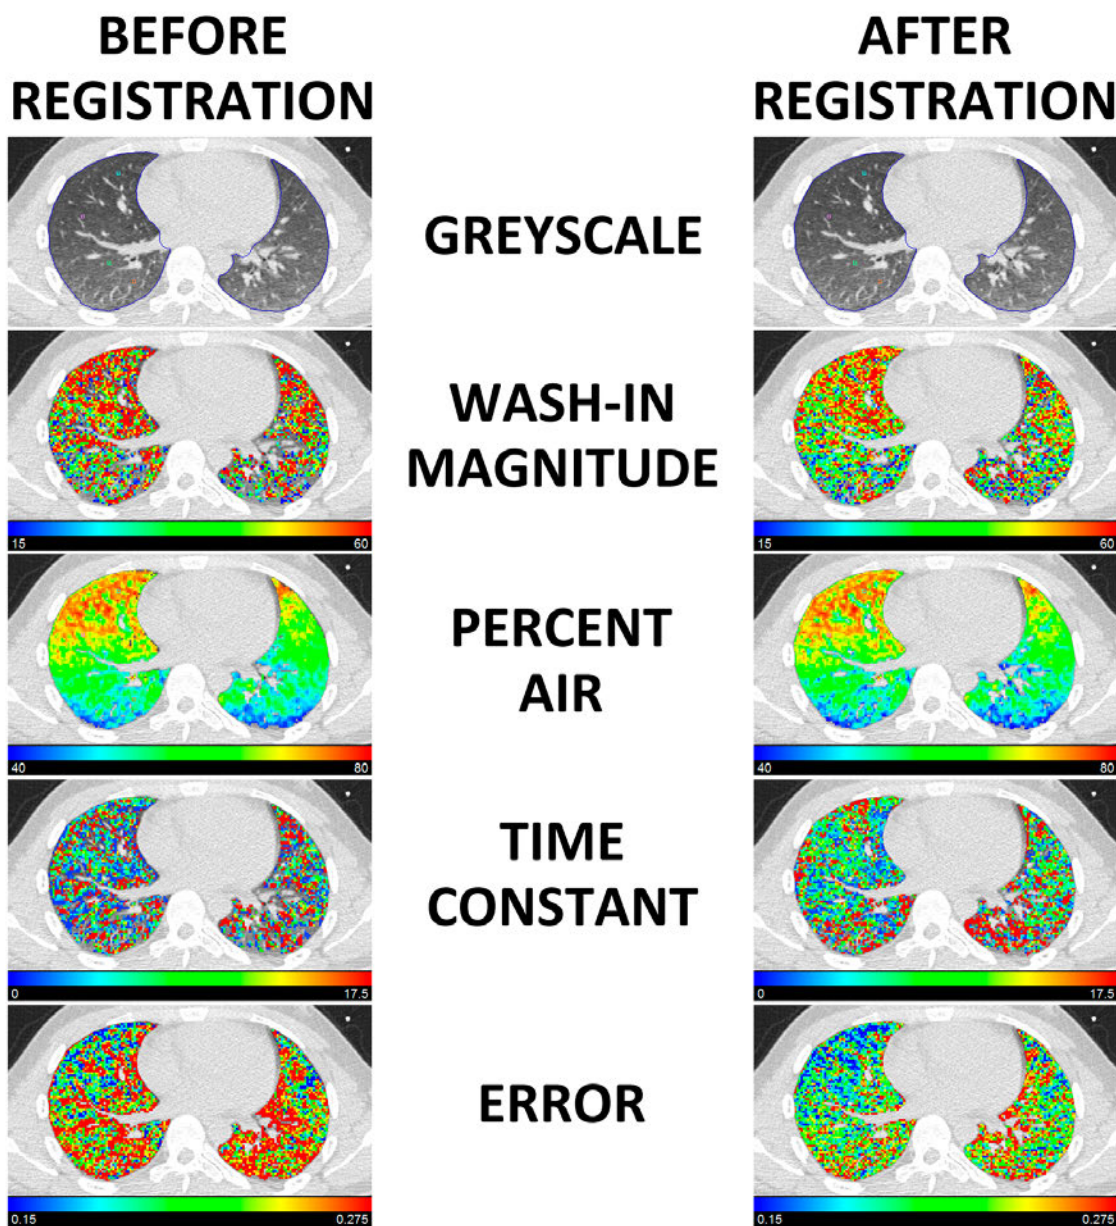 BEFORE
REGISTRATION
AFTER
REGISTRATION
GREYSCALE
WASH-IN
MAGNITUDE
15 60
15 60
PERCENT
AIR
40 80
40 80
TIME
CONSTANT
0 17.5
0 17.5
ERROR
0.15 0.275
0.15 0.275